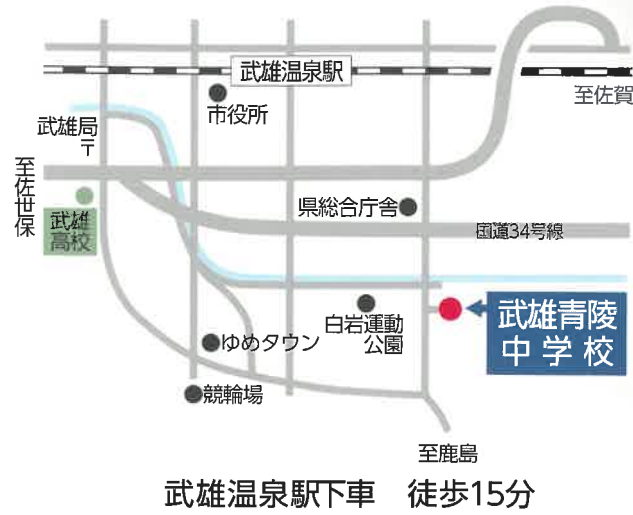 武雄温泉駅
至佐賀
市役所
武雄局
〒
至佐世保
武雄
高校
県総合庁舎
国道34号線
武雄青陵
中学校
白岩運動
公園
ゆめタウン
競輪場
至鹿島
武雄温泉駅下車　徒歩15分